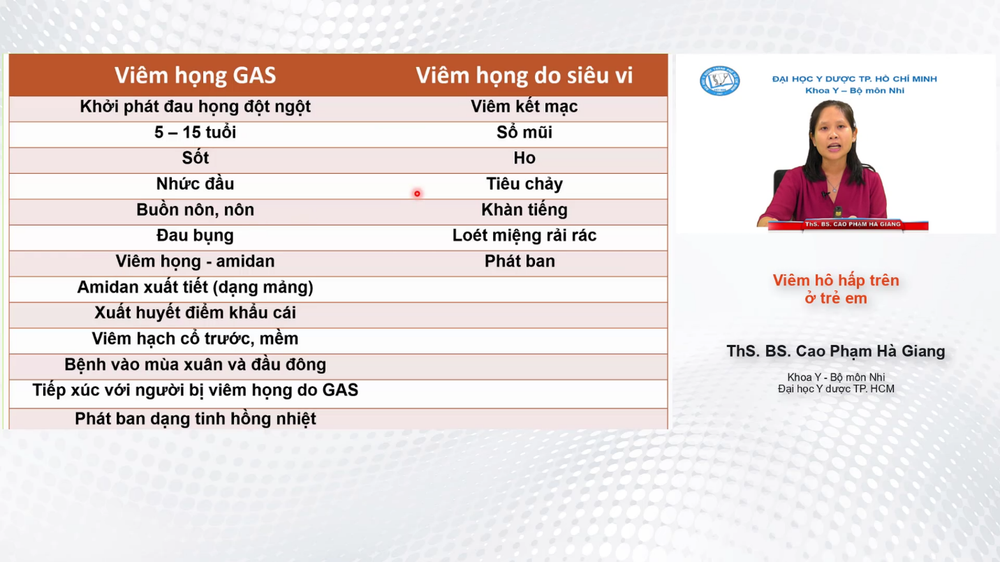 Viêm họng GAS
Viêm họng do siêu vi
Khởi phát đau họng đột ngột
Viêm kết mạc
5 – 15 tuổi
Sổ mũi
Sốt
Ho
Nhức đầu
Tiêu chảy
Buồn nôn, nôn
Khàn tiếng
Đau bụng
Loét miệng rải rác
Viêm họng - amidan
Phát ban
Amidan xuất tiết (dạng mảng)
Xuất huyết điểm khẩu cái
Viêm hạch cổ trước, mềm
Bệnh vào mùa xuân và đầu đông
Tiếp xúc với người bị viêm họng do GAS
Phát ban dạng tinh hồng nhiệt
ĐẠI HỌC Y DƯỢC TP. HỒ CHÍ MINH
Khoa Y – Bộ môn Nhi
ThS. BS. CAO PHẠM HÀ GIANG
Viêm hô hấp trên
ở trẻ em
ThS. BS. Cao Phạm Hà Giang
Khoa Y - Bộ môn Nhi
Đại học Y dược TP. HCM